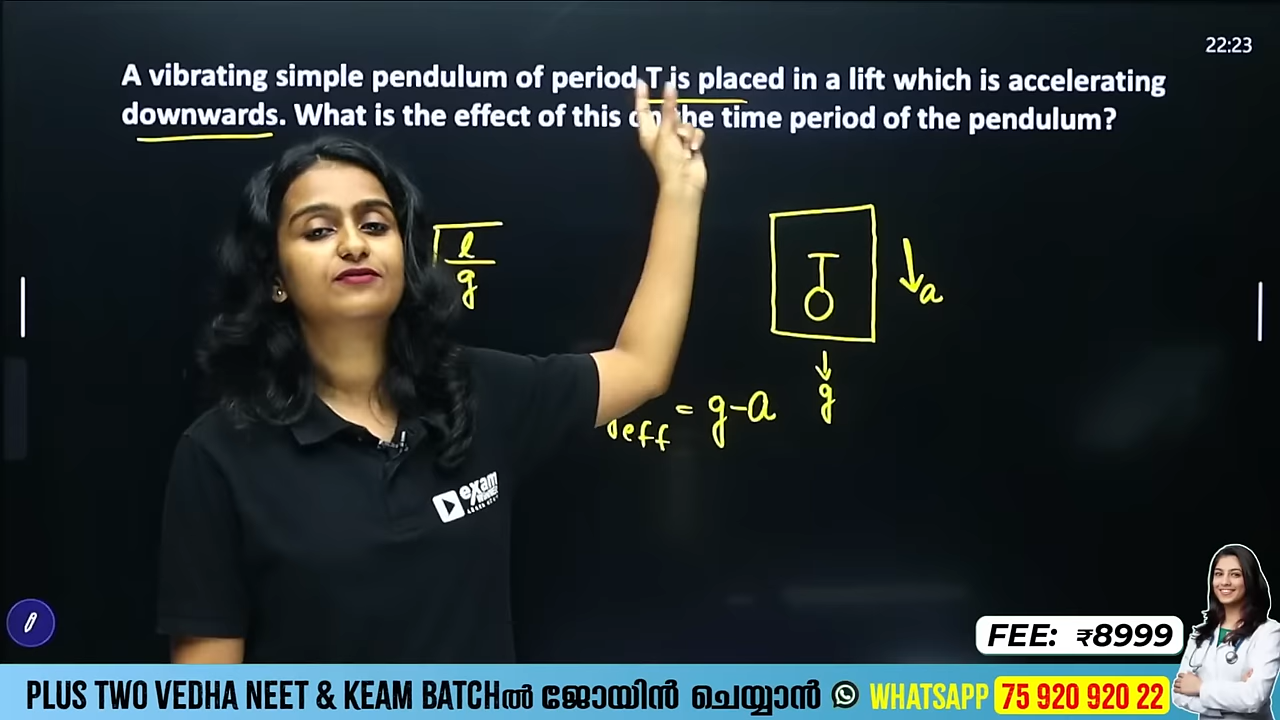 22:23
A vibrating simple pendulum of period T is placed in a lift which is accelerating
downwards. What is the effect of this on the time period of the pendulum?
l
g
a
g
eff = g-a
exam
FEE: ₹8999
PLUS TWO VEDHA NEET & KEAM BATCHൽ ജോയിൻ ചെയ്യാൻ WHATSAPP 75 920 920 22